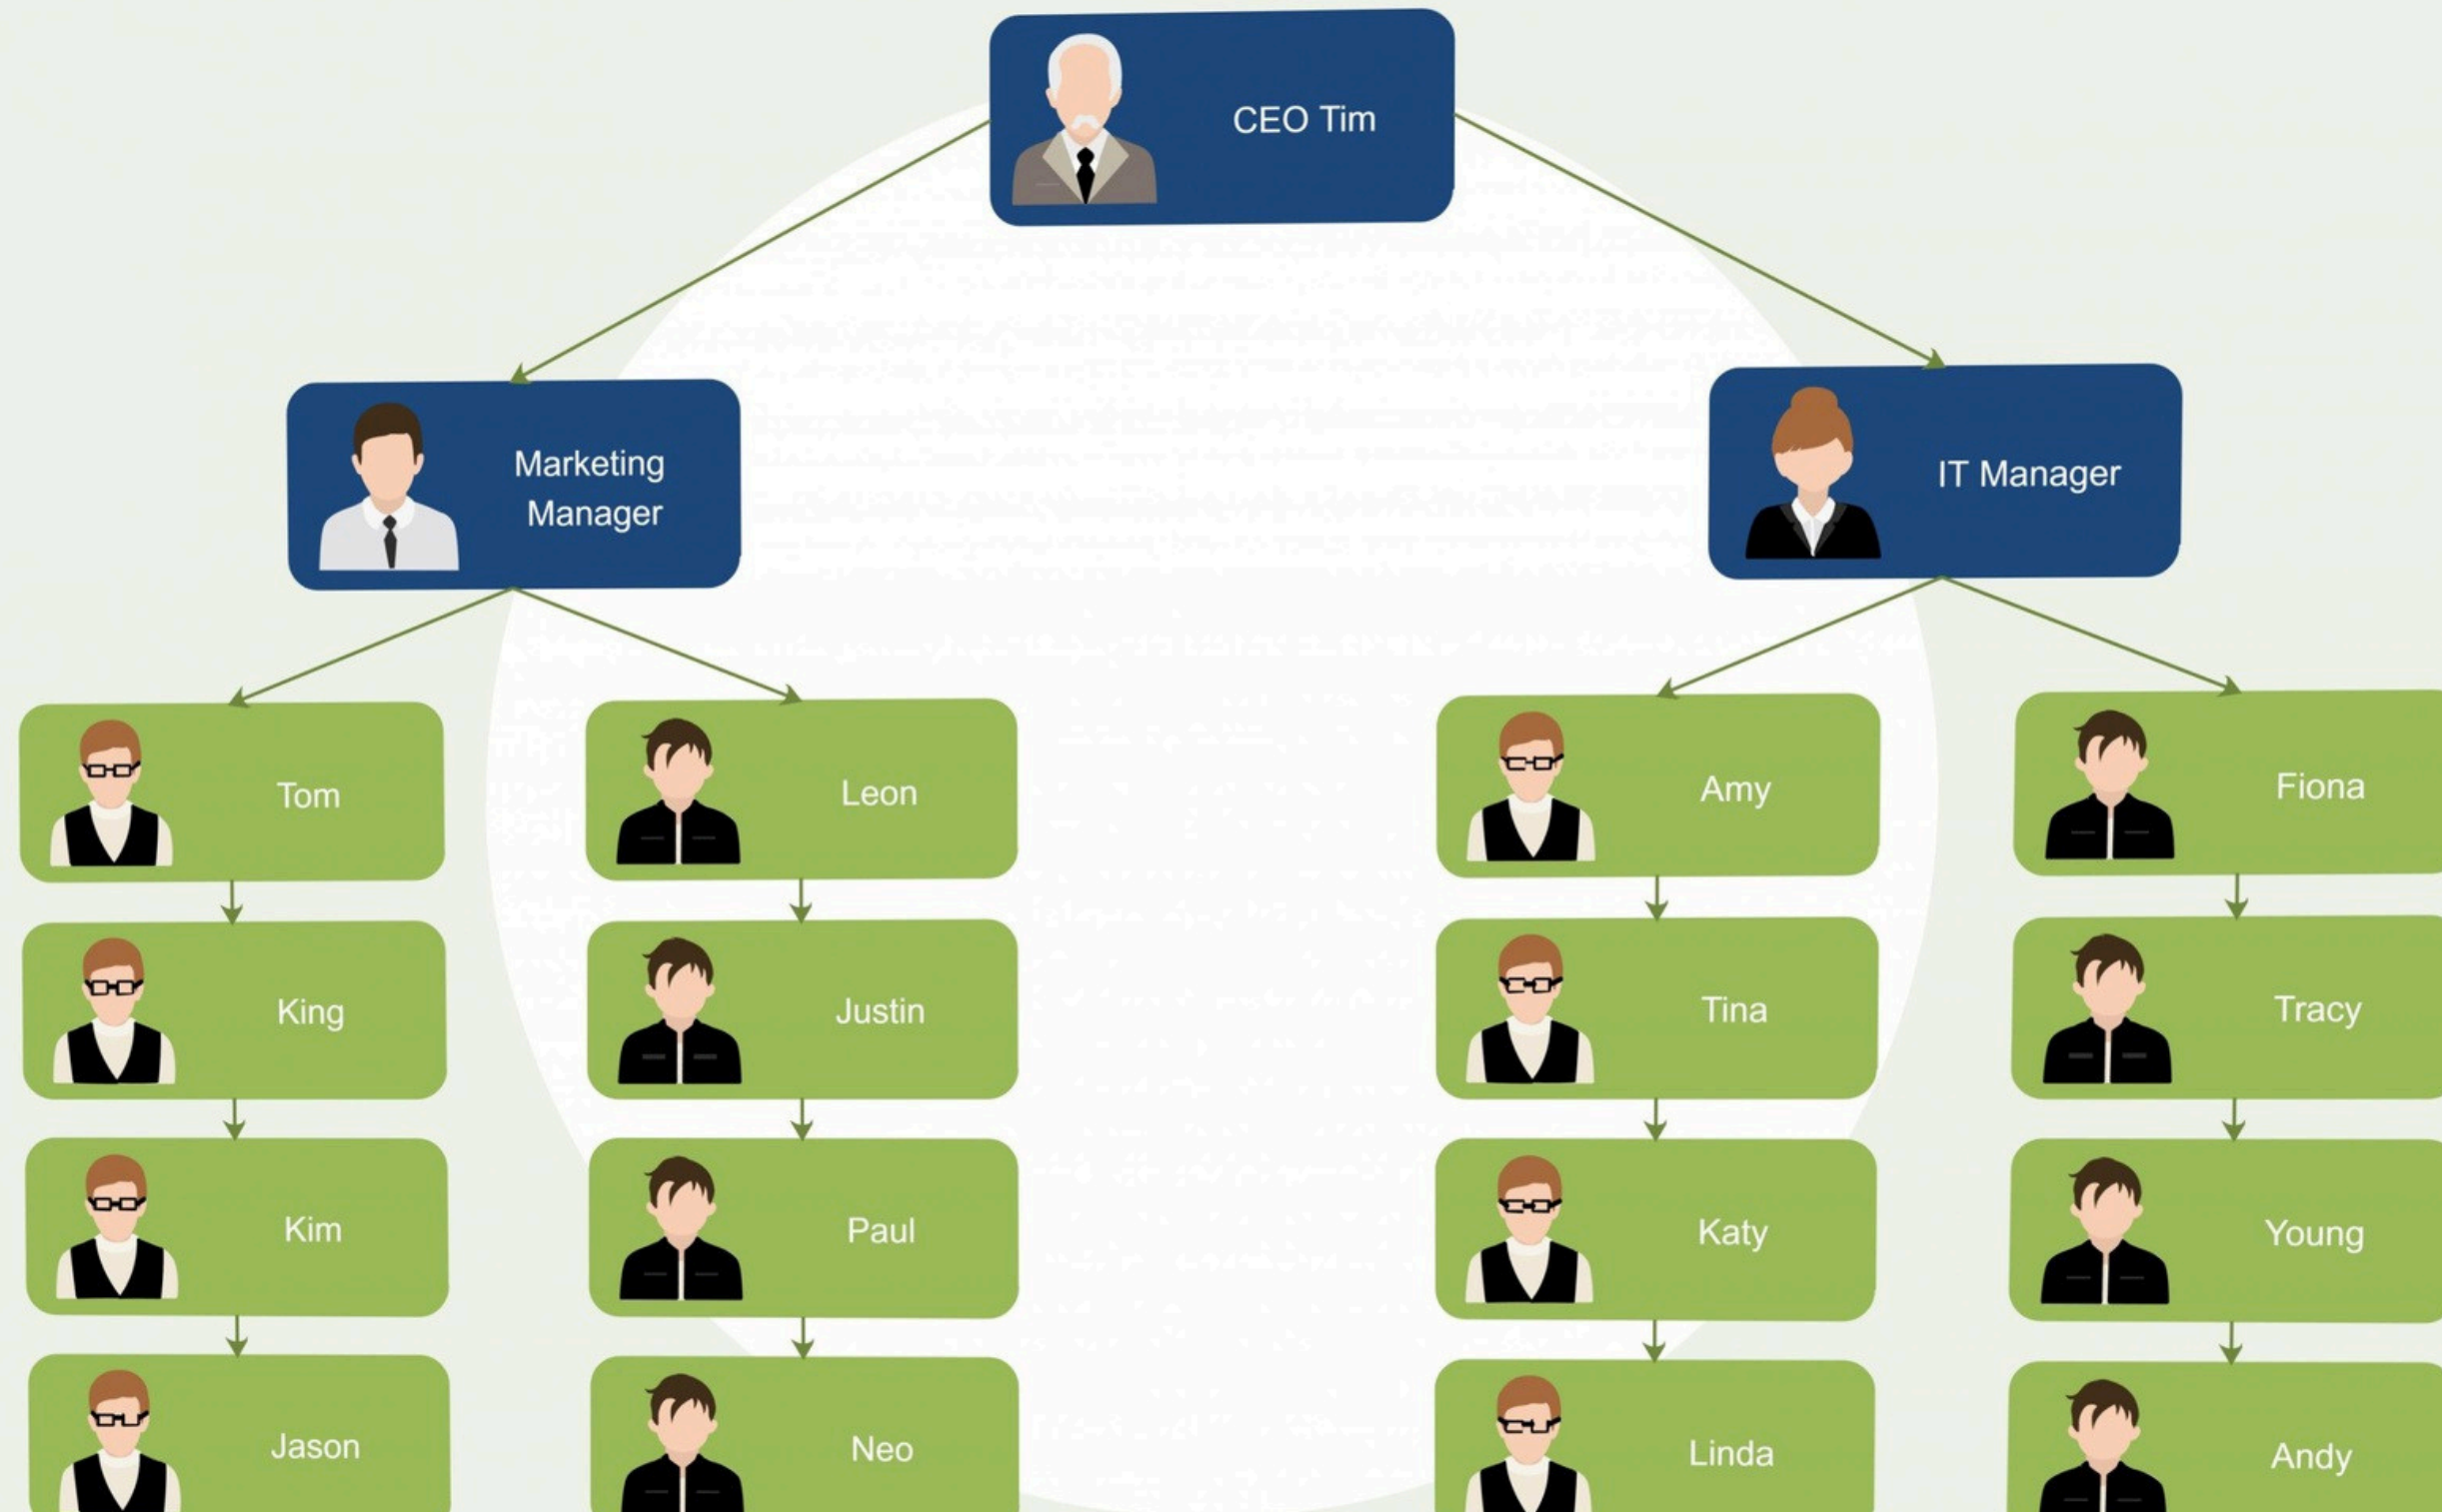 CEO Tim
Marketing
Manager
IT Manager
Tom
Leon
Amy
Fiona
King
Justin
Tina
Tracy
Kim
Paul
Katy
Young
Jason
Neo
Linda
Andy